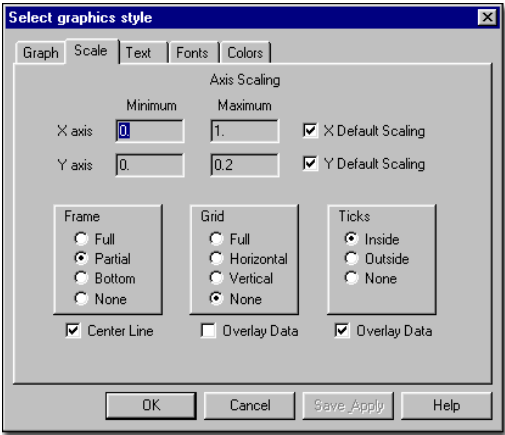 Select graphics style
Graph Scale Text Fonts Colors
Axis Scaling
Minimum Maximum
X axis 0. 1. X Default Scaling
Y axis 0. 0.2 Y Default Scaling
Frame Grid Ticks
Full Full Inside
Partial Horizontal Outside
Bottom Vertical None
None None
Center Line Overlay Data Overlay Data
OK Cancel Save_Apply Help